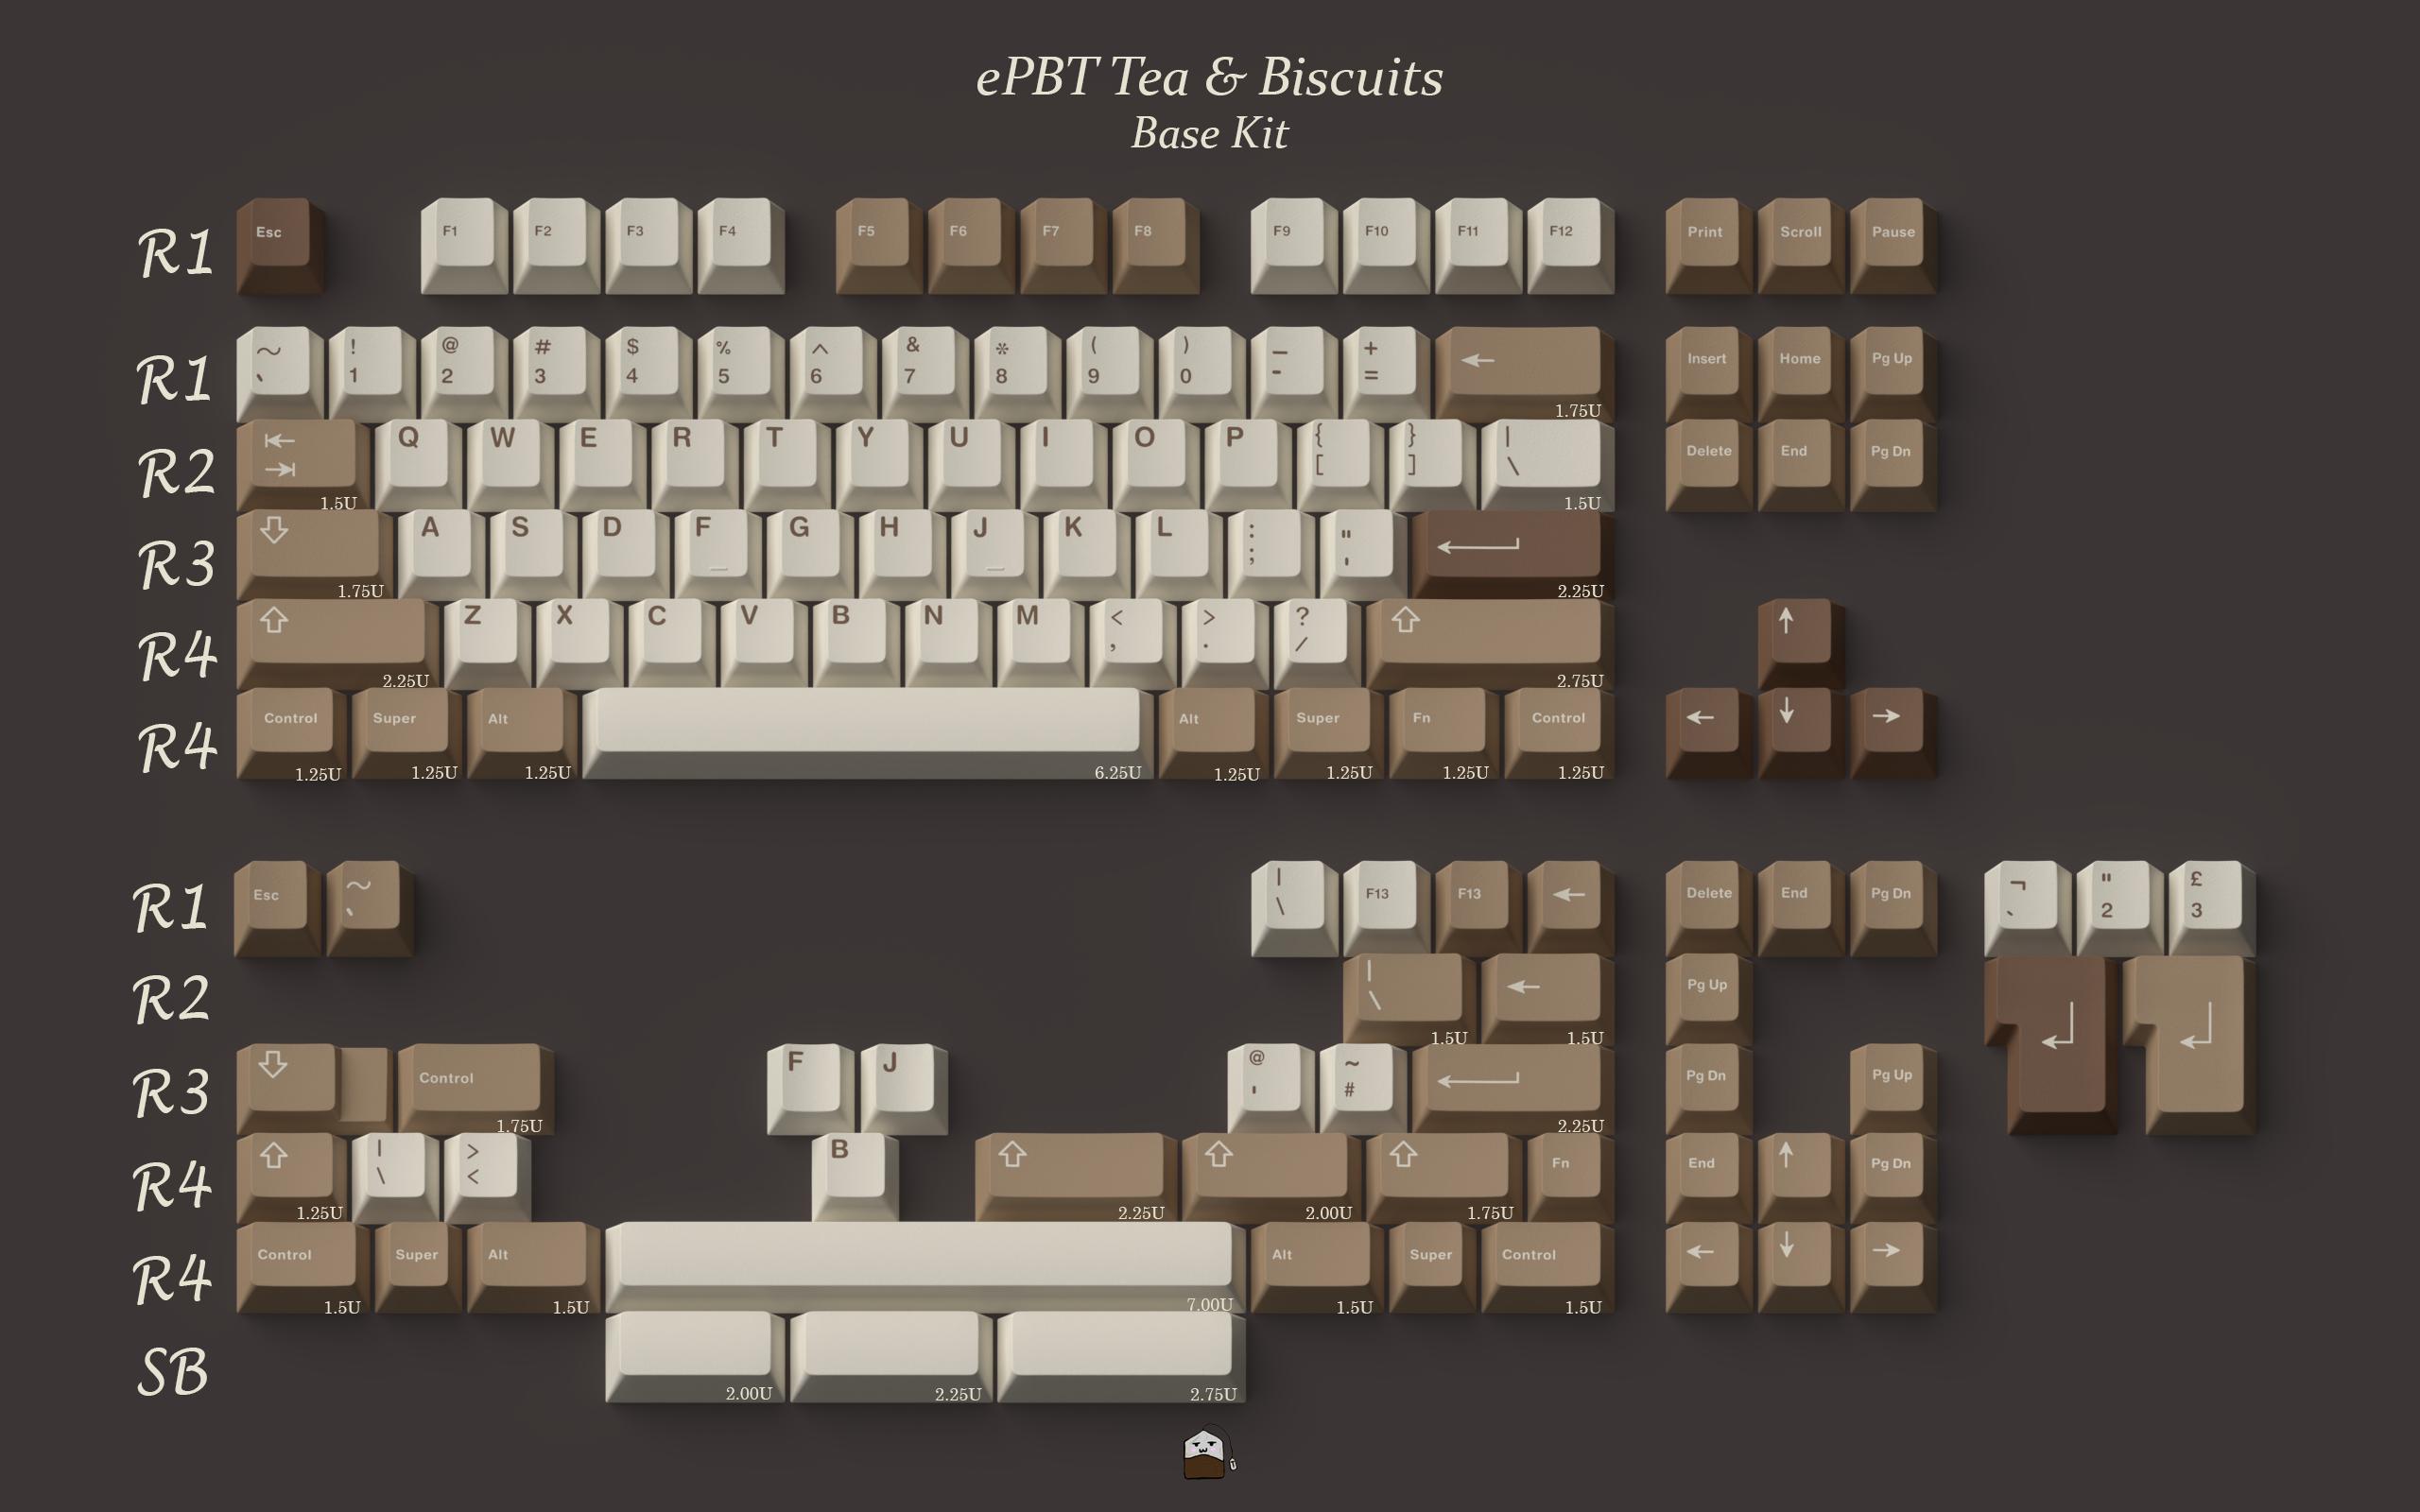 ePBT Tea & Biscuits
Base Kit
R1 Esc F1 F2 F3 F4 F5 F6 F7 F8 F9 F10 F11 F12 Print Scroll Pause
R1 ~ ` ! 1 @ 2 # 3 $ 4 % 5 ^ 6 & 7 * 8 ( 9 ) 0 _ - + = ← 1.75U Insert Home Pg Up
R2 ⇤ ⇥ 1.5U Q W E R T Y U I O P { [ } ] | \ 1.5U Delete End Pg Dn
R3 ⇩ 1.75U A S D F _ G H J _ K L : ; " ' ↵ 2.25U
R4 ⇧ 2.25U Z X C V B N M < , > . ? / ⇧ 2.75U ↑
R4 Control 1.25U Super 1.25U Alt 1.25U 6.25U Alt 1.25U Super 1.25U Fn 1.25U Control 1.25U ← ↓ →
R1 Esc ~ ` | \ F13 F13 ← Delete End Pg Dn ¬ ` " 2 £ 3
R2 | \ 1.5U ← 1.5U Pg Up ↵ ↵
R3 ⇩ Control 1.75U F J @ ' ~ # ↵ 2.25U Pg Dn Pg Up
R4 ⇧ 1.25U | \ > < B ⇧ 2.25U ⇧ 2.00U ⇧ 1.75U Fn End ↑ Pg Dn
R4 Control 1.5U Super Alt 1.5U 7.00U Alt 1.5U Super Control 1.5U ← ↓ →
SB 2.00U 2.25U 2.75U